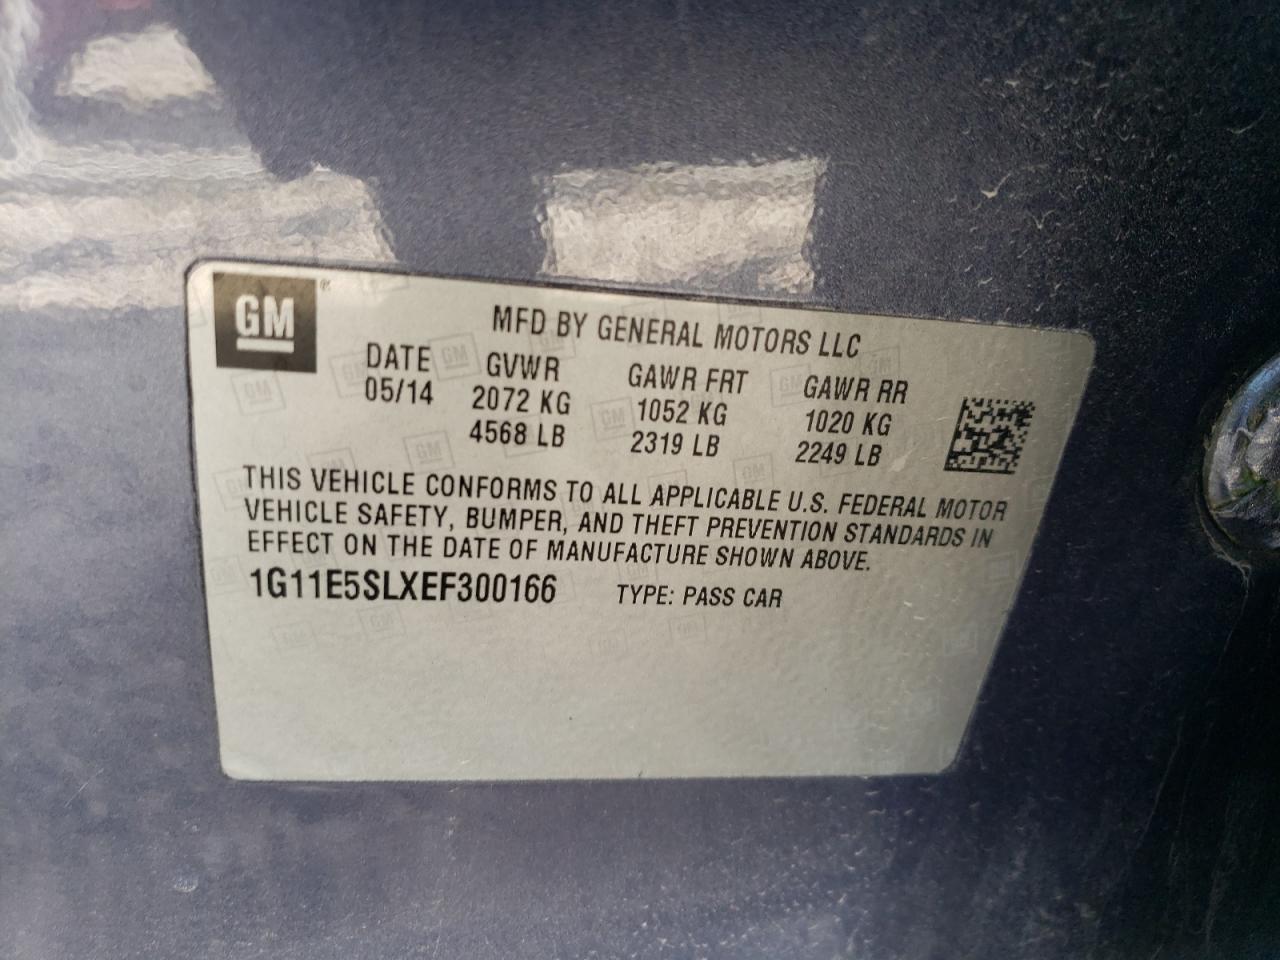 GM ®
MFD BY GENERAL MOTORS LLC
DATE GVWR GAWR FRT GAWR RR
05/14 2072 KG 1052 KG 1020 KG
4568 LB 2319 LB 2249 LB
THIS VEHICLE CONFORMS TO ALL APPLICABLE U.S. FEDERAL MOTOR
VEHICLE SAFETY, BUMPER, AND THEFT PREVENTION STANDARDS IN
EFFECT ON THE DATE OF MANUFACTURE SHOWN ABOVE.
1G11E5SLXEF300166 TYPE: PASS CAR